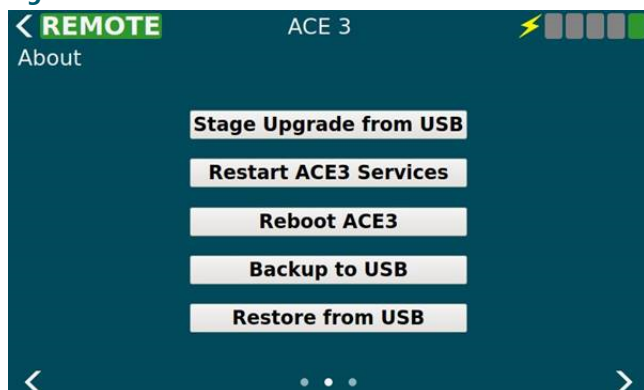 REMOTE ACE 3
About
Stage Upgrade from USB
Restart ACE3 Services
Reboot ACE3
Backup to USB
Restore from USB